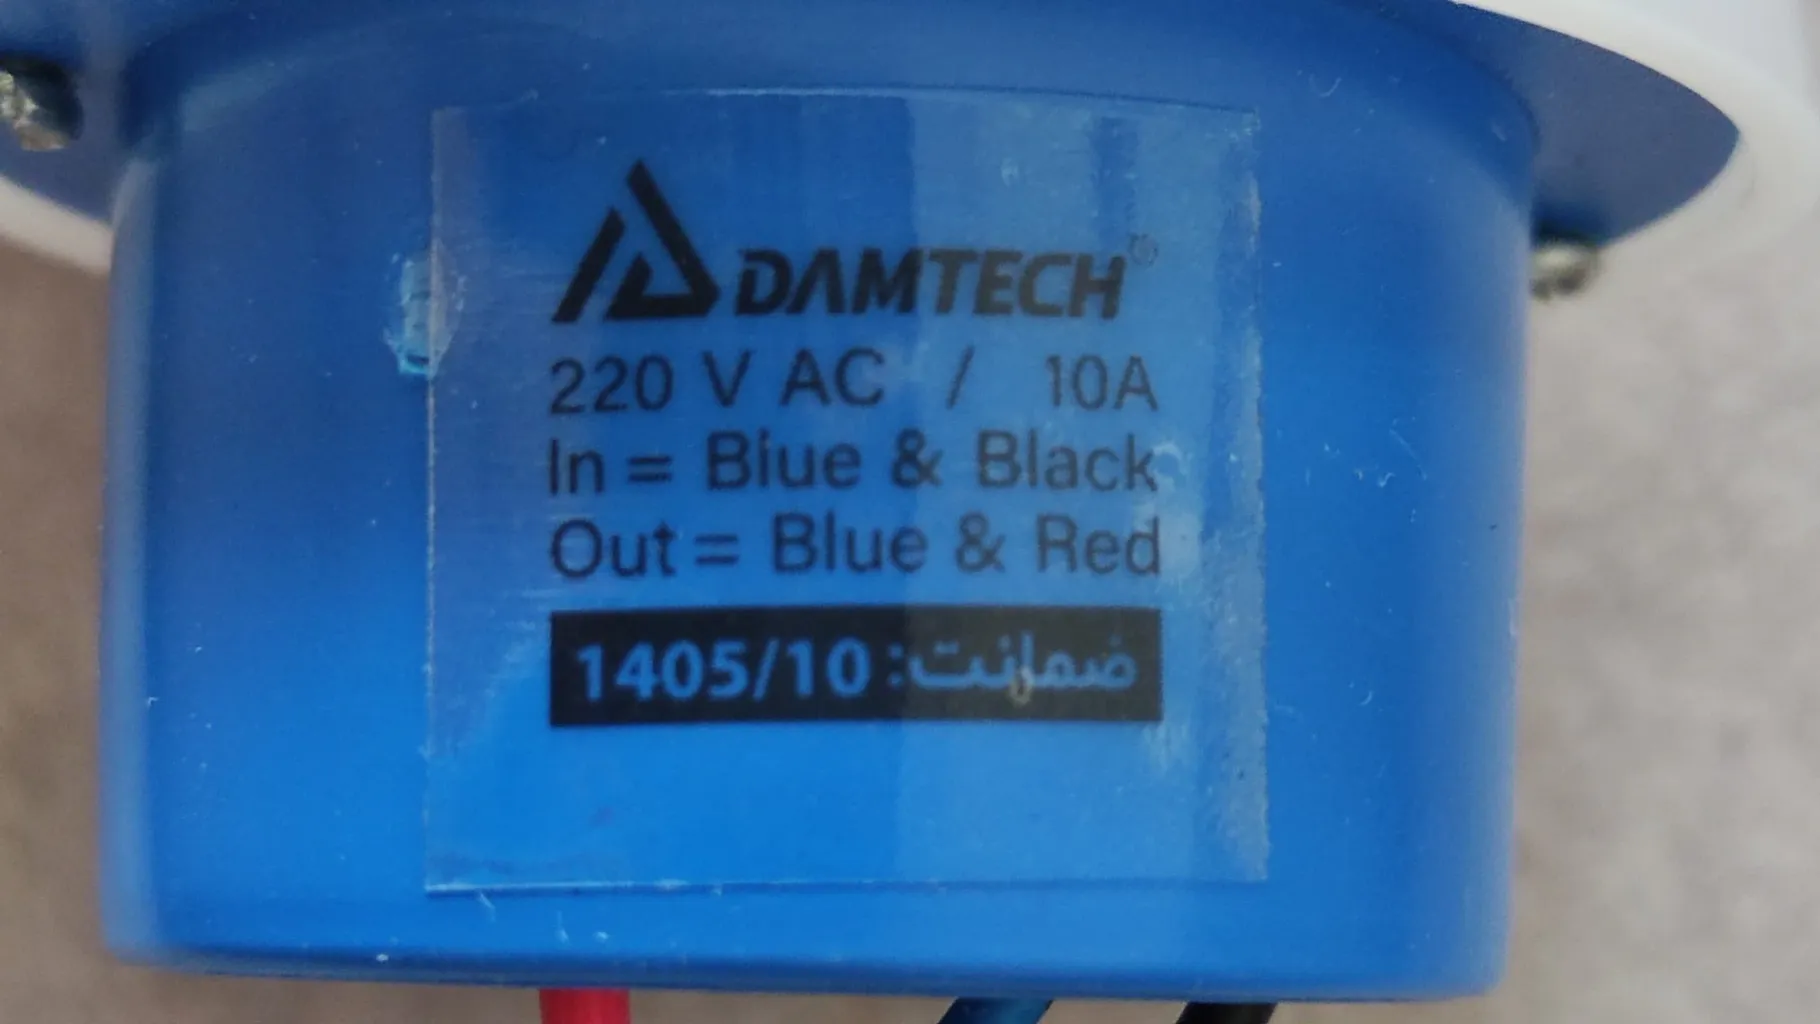 DAMTECH®
220 V AC / 10A
In = Blue & Black
Out = Blue & Red
ضمانت: 1405/10